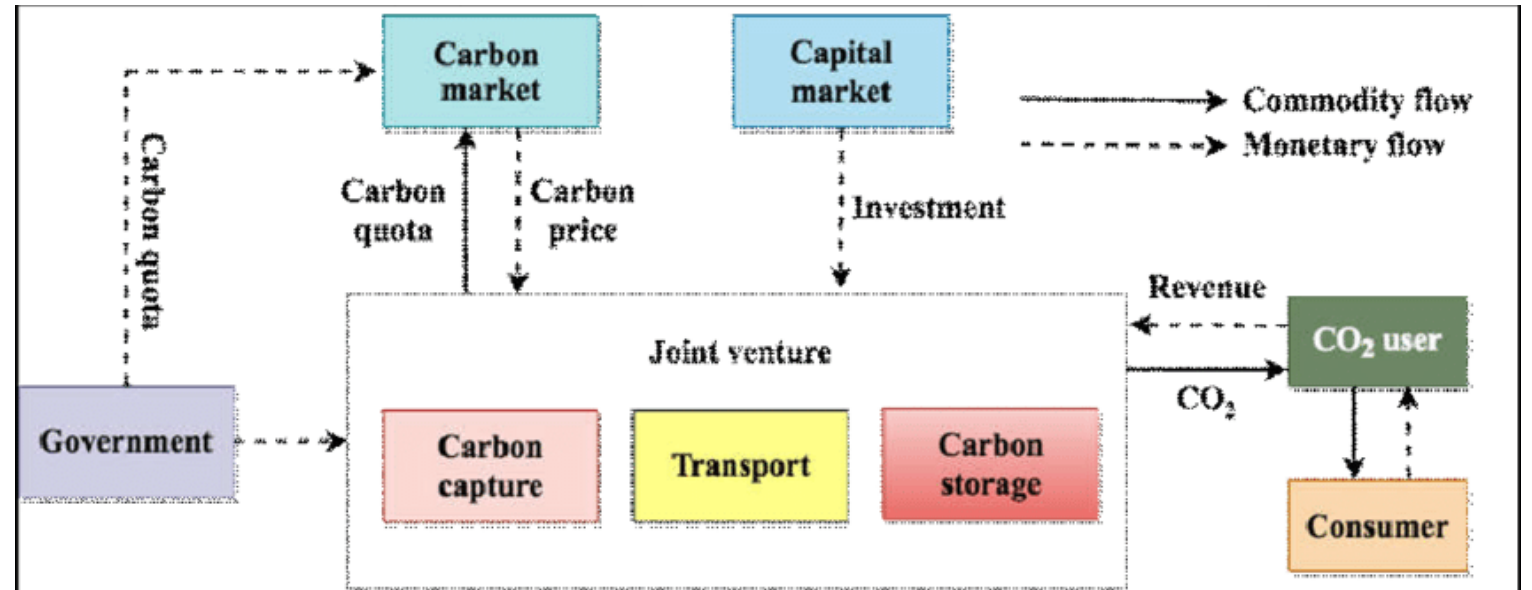 Carbon
market
Capital
market
Commodity flow
Monetary flow
Carbon quota
Carbon
quota
Carbon
price
Investment
Revenue
CO₂ user
Joint venture
CO₂
Government
Carbon
capture
Transport
Carbon
storage
Consumer